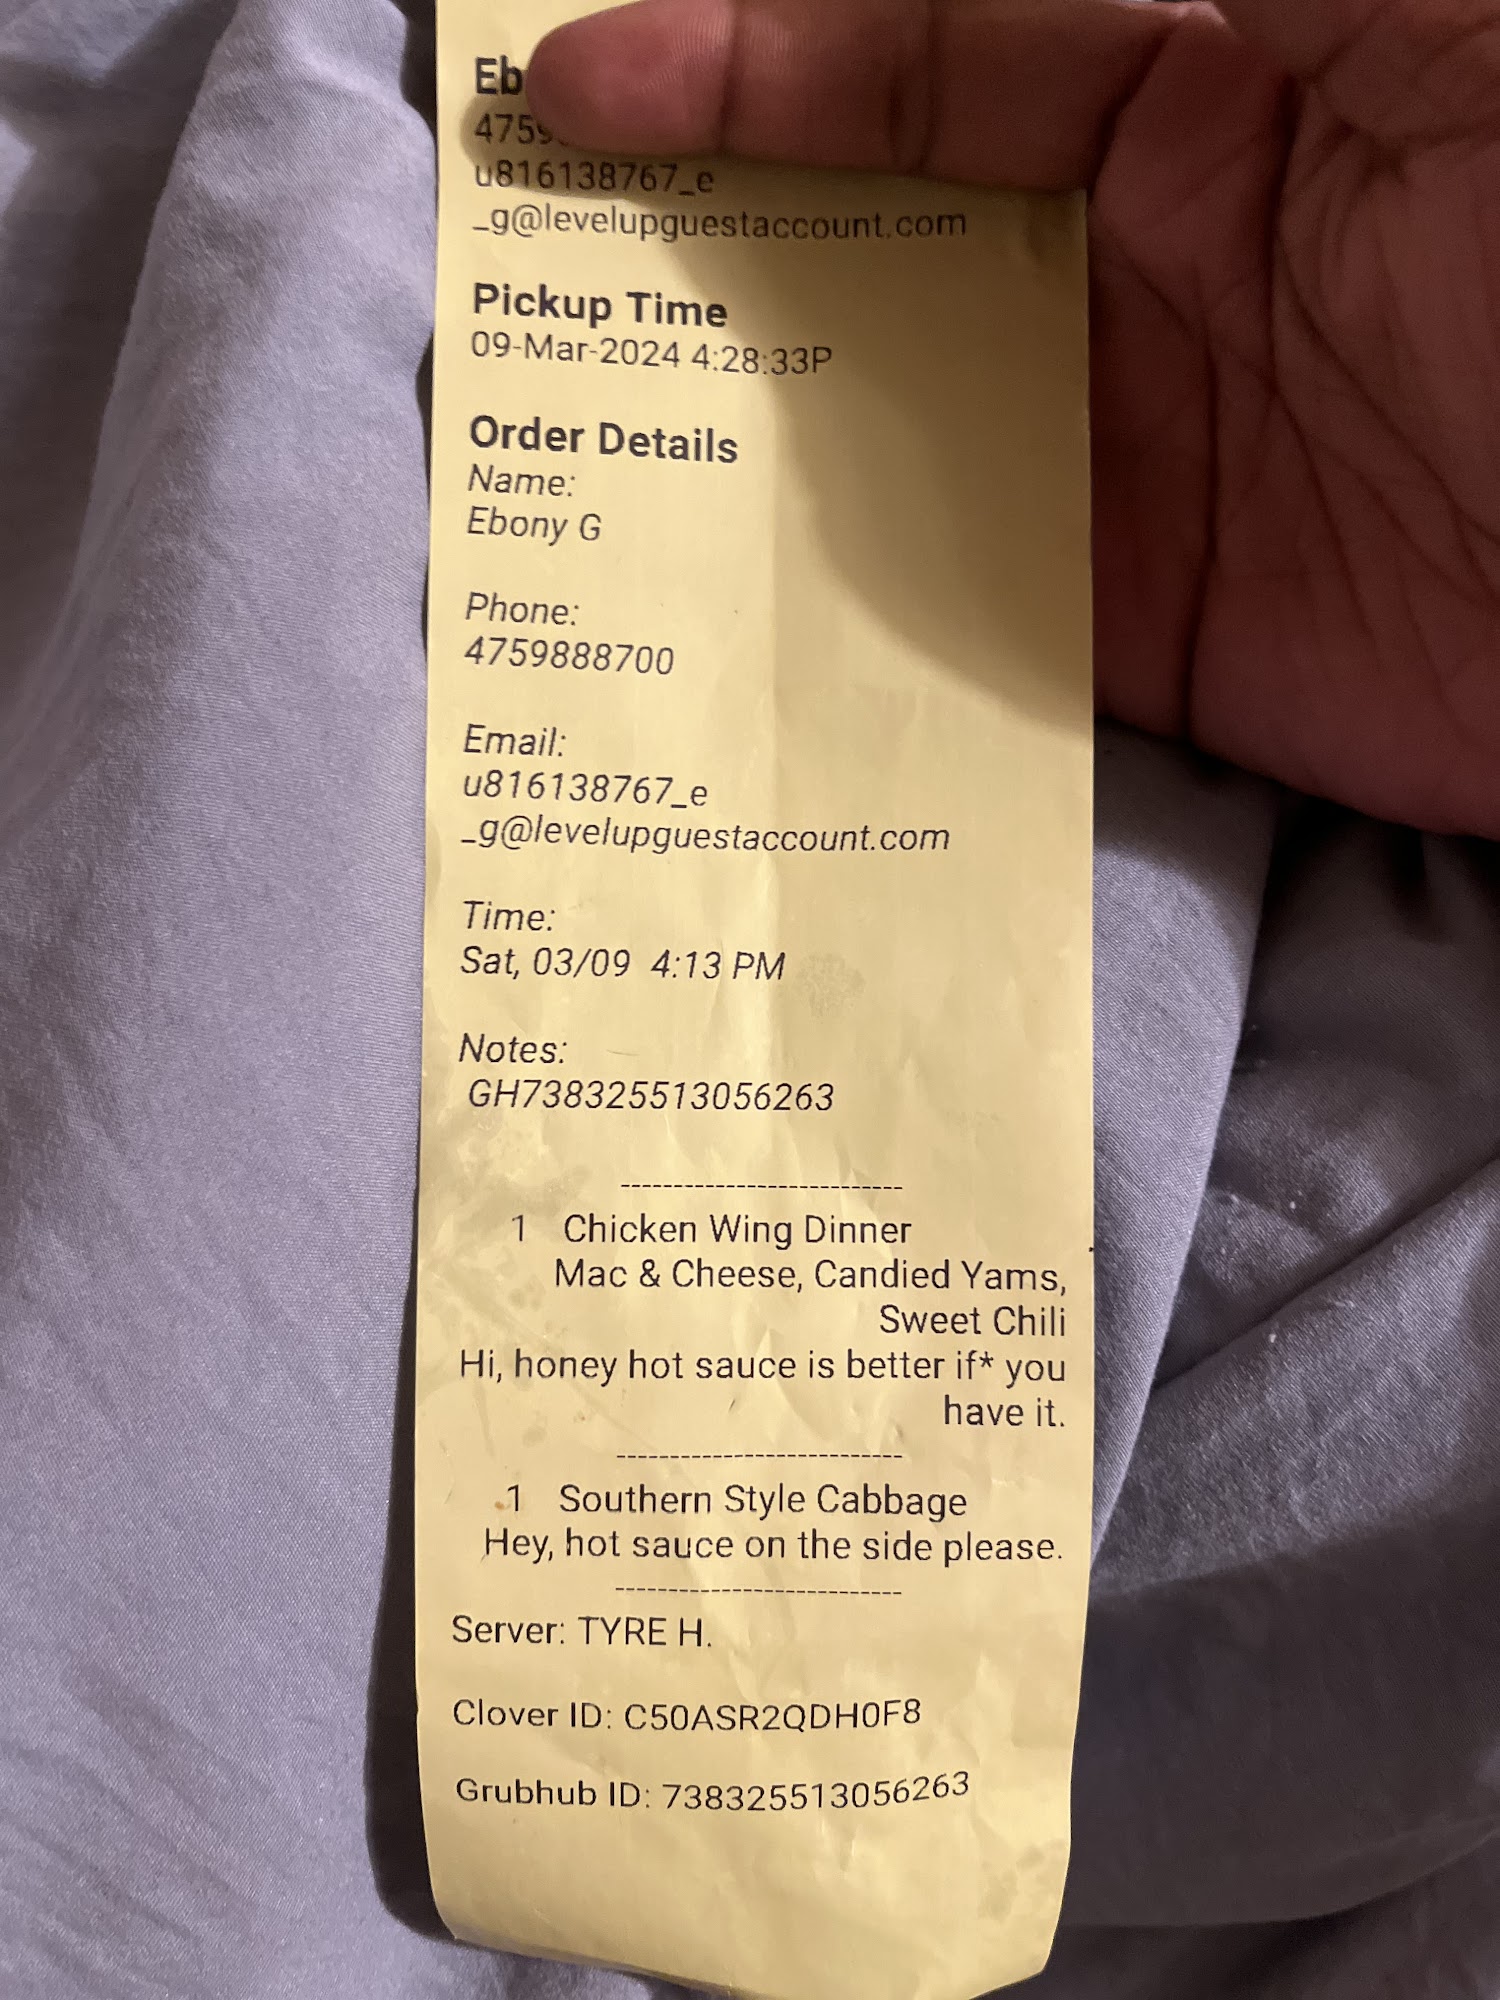 Eb
4759
u816138767_e
_g@levelupguestaccount.com
Pickup Time
09-Mar-2024 4:28:33P
Order Details
Name:
Ebony G
Phone:
4759888700
Email:
u816138767_e
_g@levelupguestaccount.com
Time:
Sat, 03/09 4:13 PM
Notes:
GH738325513056263
--------------------------
1 Chicken Wing Dinner
Mac & Cheese, Candied Yams,
Sweet Chili
Hi, honey hot sauce is better if* you
have it.
--------------------------
1 Southern Style Cabbage
Hey, hot sauce on the side please.
--------------------------
Server: TYRE H.
Clover ID: C50ASR2QDH0F8
Grubhub ID: 738325513056263